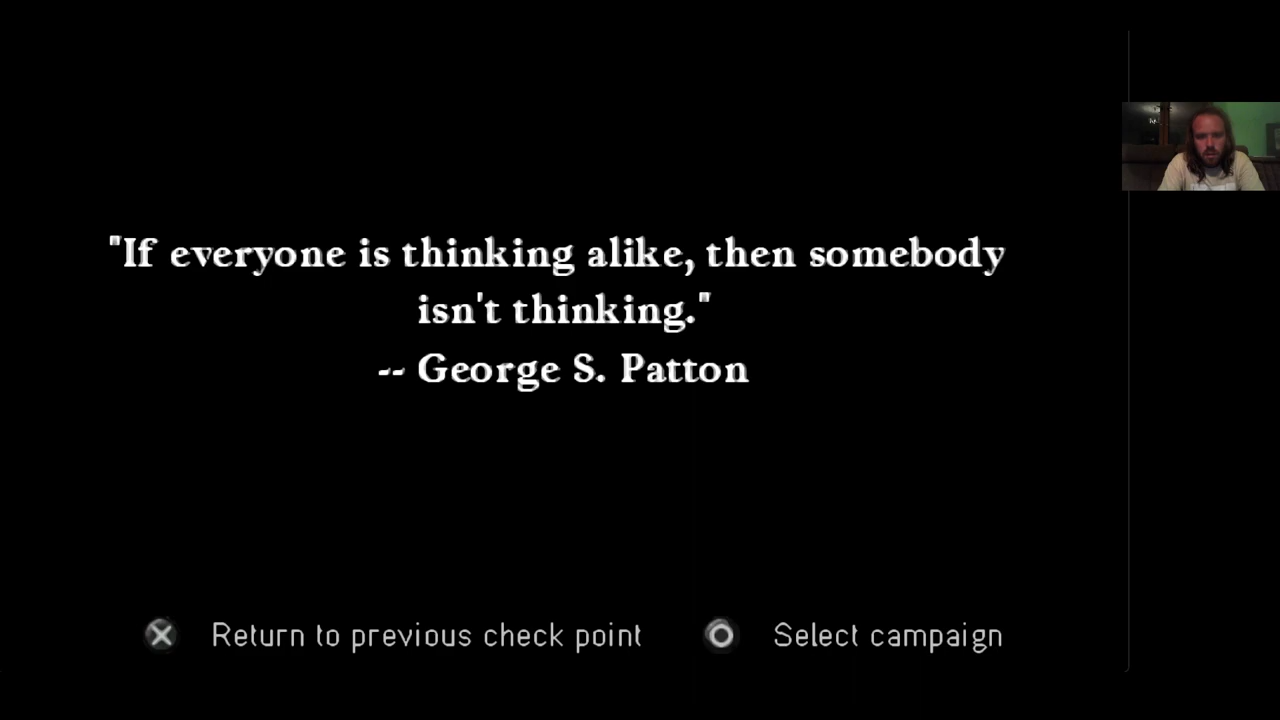 "If everyone is thinking alike, then somebody
isn't thinking."
-- George S. Patton
Return to previous check point
Select campaign